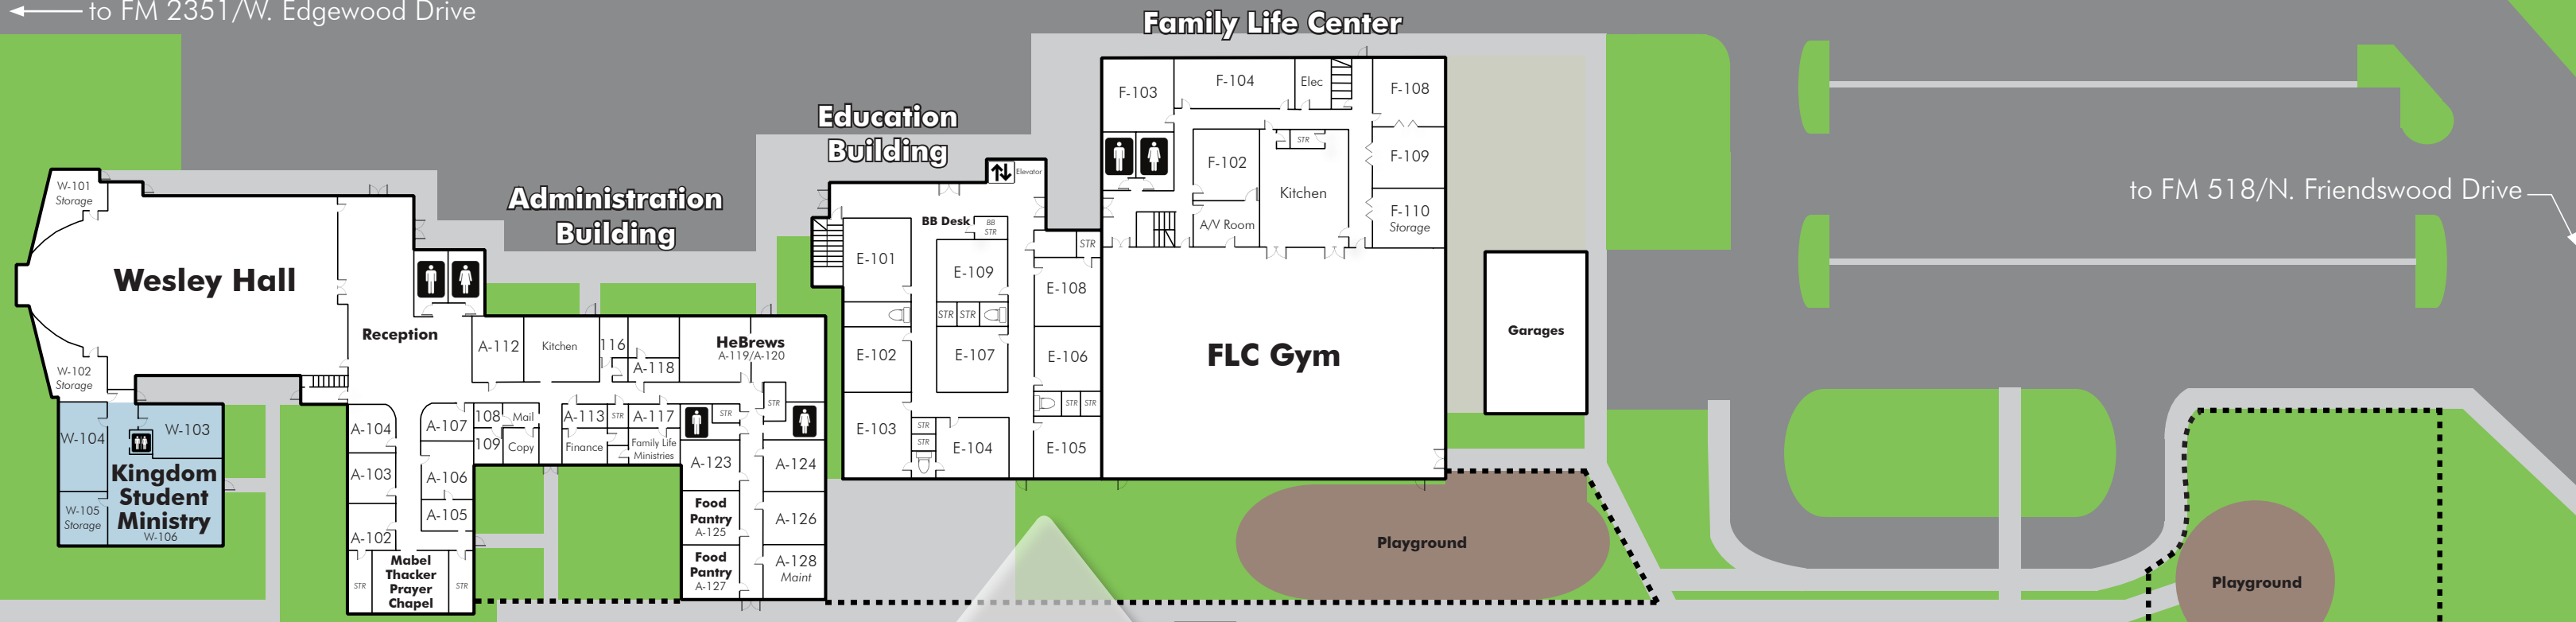 to FM 2351/W. Edgewood Drive
Family Life Center
Education
Building
Administration
Building
to FM 518/N. Friendswood Drive
W-101
Storage
Wesley Hall
W-102
Storage
Reception
W-104
W-103
W-105
Storage
Kingdom
Student
Ministry
W-106
A-112
Kitchen
116
A-118
HeBrews
A-119/A-120
A-104
A-107
108
Mail
109
Copy
A-113
STR
A-117
Finance
Family Life
Ministries
STR
STR
A-103
A-106
A-105
A-102
STR
Mabel
Thacker
Prayer
Chapel
STR
A-123
A-124
Food
Pantry
A-125
A-126
Food
Pantry
A-127
A-128
Maint
Elevator
BB Desk
BB
STR
E-101
E-109
STR
STR
STR
E-108
E-102
E-107
E-106
STR
STR
E-103
STR
STR
E-104
E-105
F-103
F-104
Elec
F-108
F-102
STR
F-109
Kitchen
A/V Room
F-110
Storage
FLC Gym
Garages
Playground
Playground